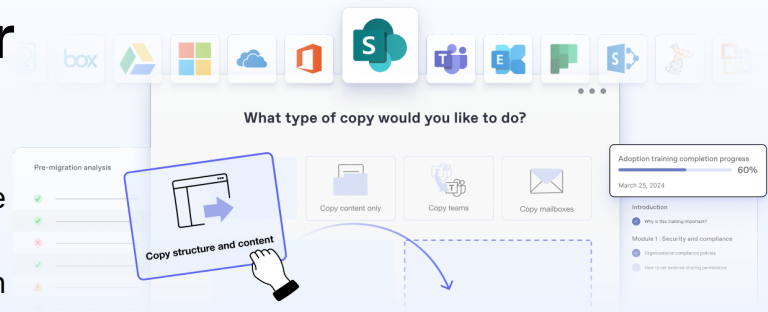 r
box
S
E
S
What type of copy would you like to do?
Pre-migration analysis
Copy structure and content
Copy content only
Copy teams
Copy mailboxes
Adoption training completion progress
60%
March 25, 2024
Introduction
Why is this training important?
Module 1 : Security and compliance
Organizational compliance policies
How to set external sharing permissions
e
n